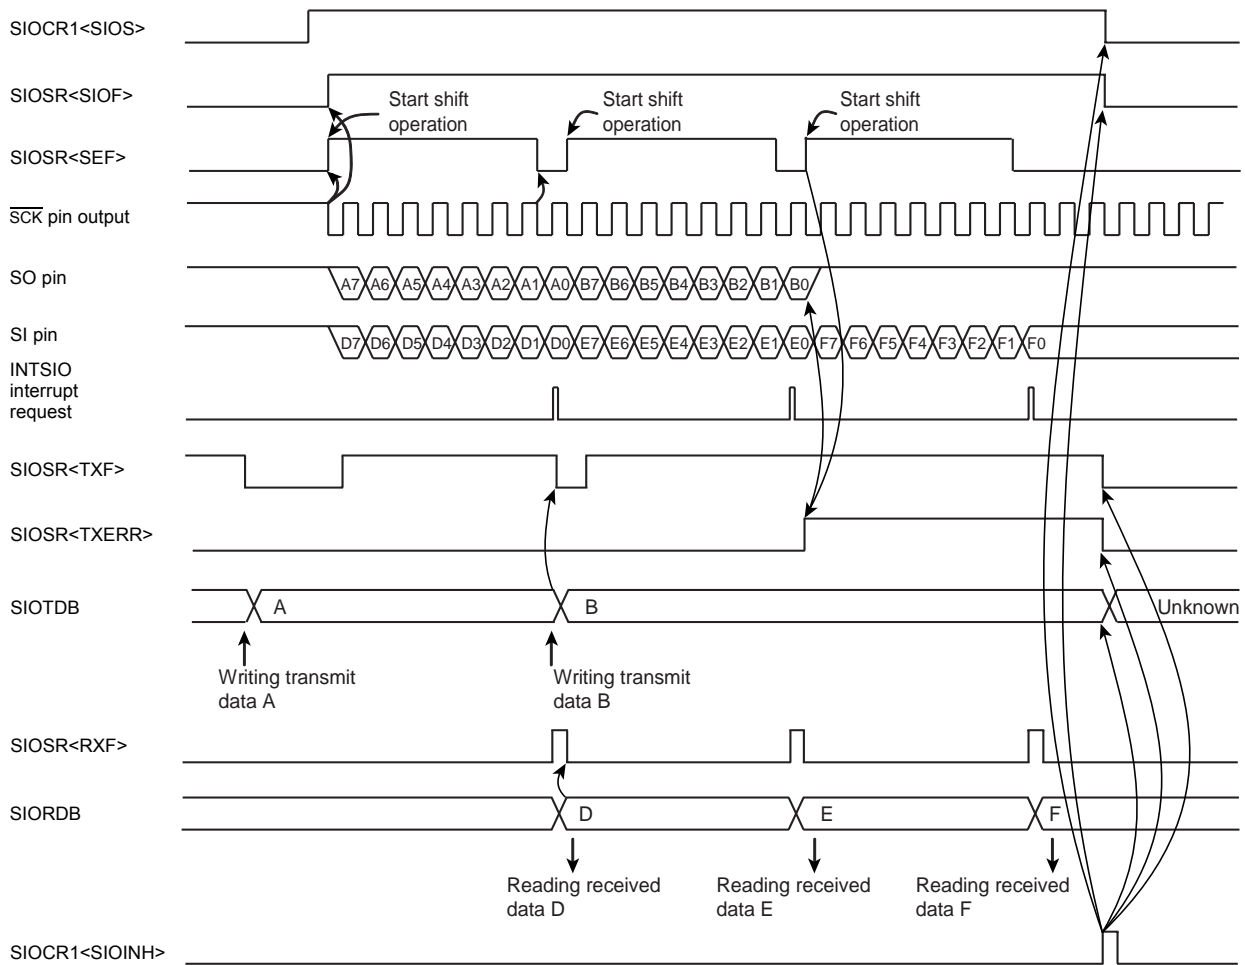 SIOCR1<SIOS>
SIOSR<SIOF>
Start shift
operation
Start shift
operation
Start shift
operation
SIOSR<SEF>
SCK pin output
SO pin
A7 A6 A5 A4 A3 A2 A1 A0 B7 B6 B5 B4 B3 B2 B1 B0
SI pin
D7 D6 D5 D4 D3 D2 D1 D0 E7 E6 E5 E4 E3 E2 E1 E0 F7 F6 F5 F4 F3 F2 F1 F0
INTSIO
interrupt
request
SIOSR<TXF>
SIOSR<TXERR>
SIOTDB
A
B
Unknown
Writing transmit
data A
Writing transmit
data B
SIOSR<RXF>
SIORDB
D
E
F
Reading received
data D
Reading received
data E
Reading received
data F
SIOCR1<SIOINH>